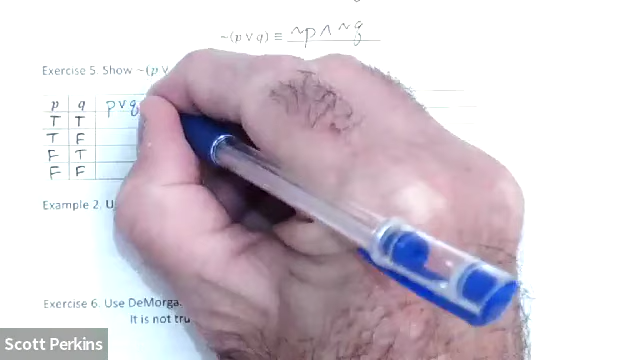 ~(p ∨ q) ≡ ~p ∧ ~q
Exercise 5. Show ~(p ∨
p q p∨q
T T
T F
F T
F F
Example 2. U
Exercise 6. Use DeMorga
It is not tru
Scott Perkins